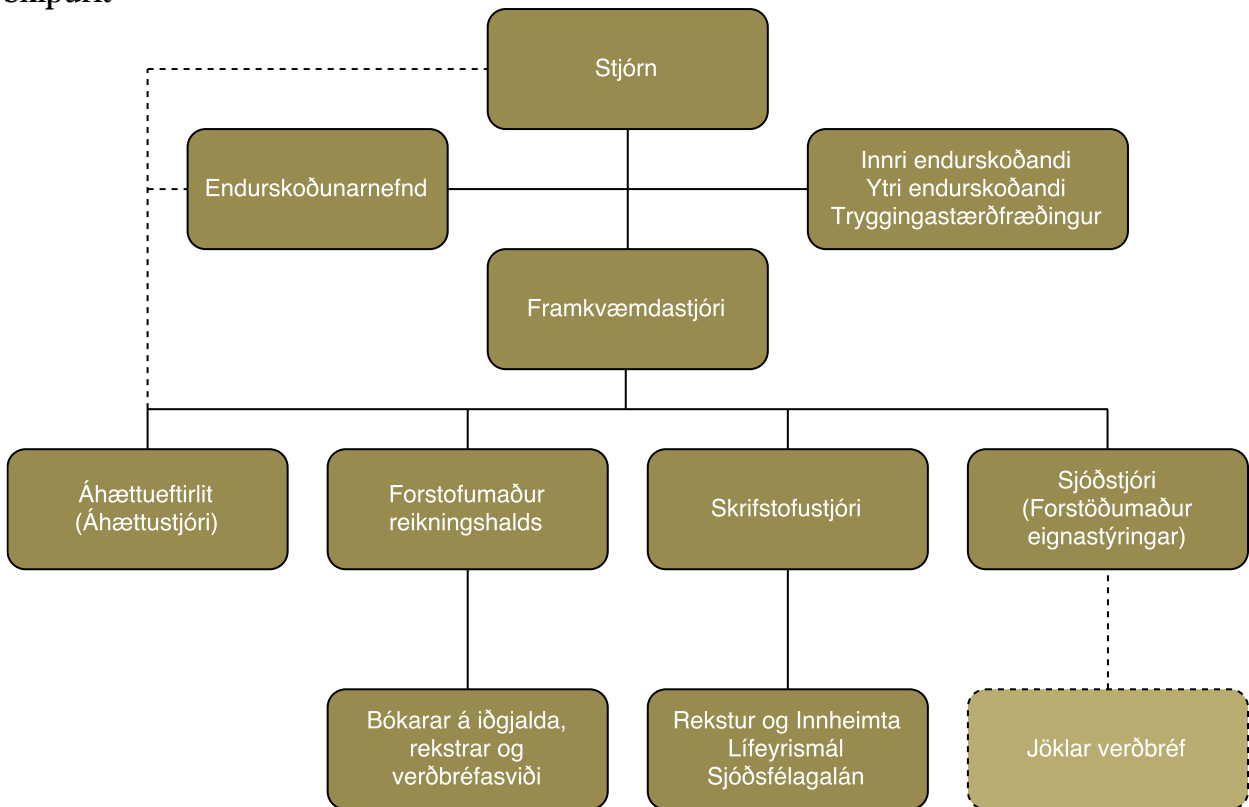 Stjórn
Endurskoðunarnefnd
Innri endurskoðandi
Ytri endurskoðandi
Tryggingastærðfræðingur
Framkvæmdastjóri
Áhættueftirlit
(Áhættustjóri)
Forstofumaður
reikningshalds
Skrifstofustjóri
Sjóðstjóri
(Forstöðumaður
eignastýringar)
Bókarar á iðgjalda,
rekstrar og
verðbréfasviði
Rekstur og Innheimta
Lífeyrismál
Sjóðsfélagalán
Jöklar verðbréf